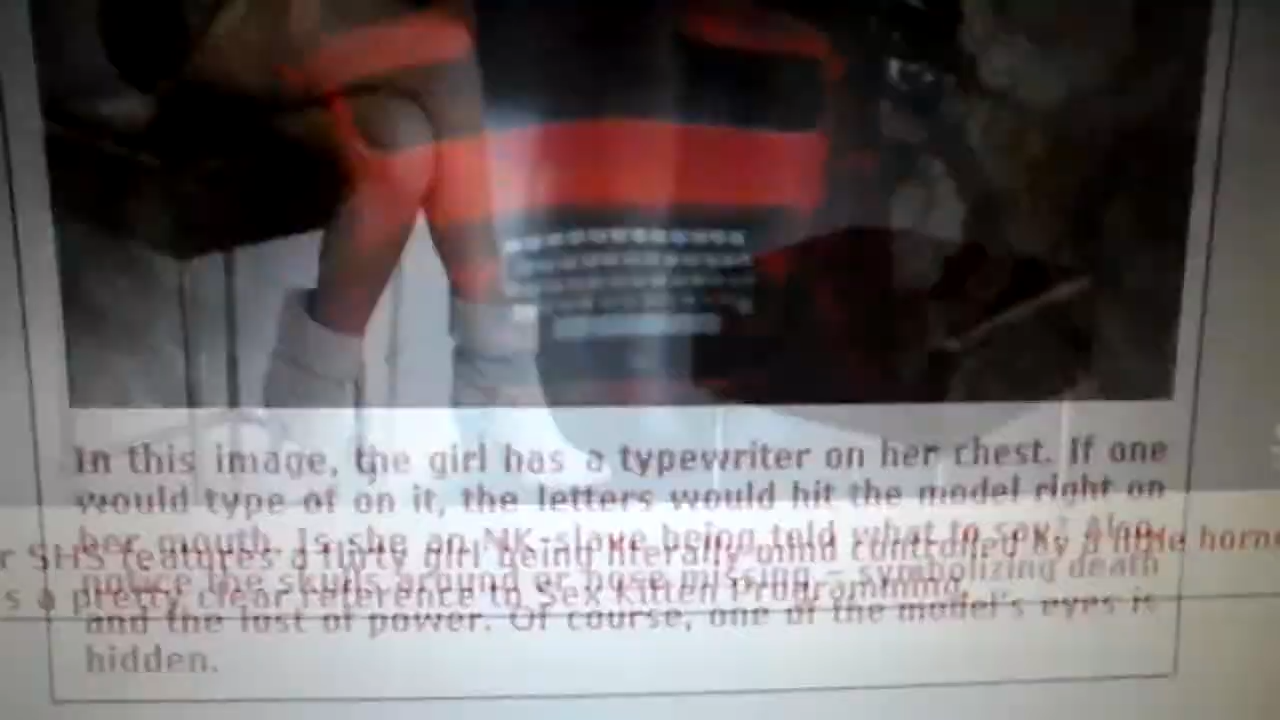 In this image, the girl has a typewriter on her chest. If one
would type of on it, the letters would hit the model right on
her mouth. Is she an MK-slave being told what to say? Also
r SHS features a flirty girl being literally mind controlled by a
notice the skulls around or nose missing – symbolizing death
s a pretty clear reference to Sex Kitten Programming
and the lost of power. Of course, one of the model's eyes is
hidden.